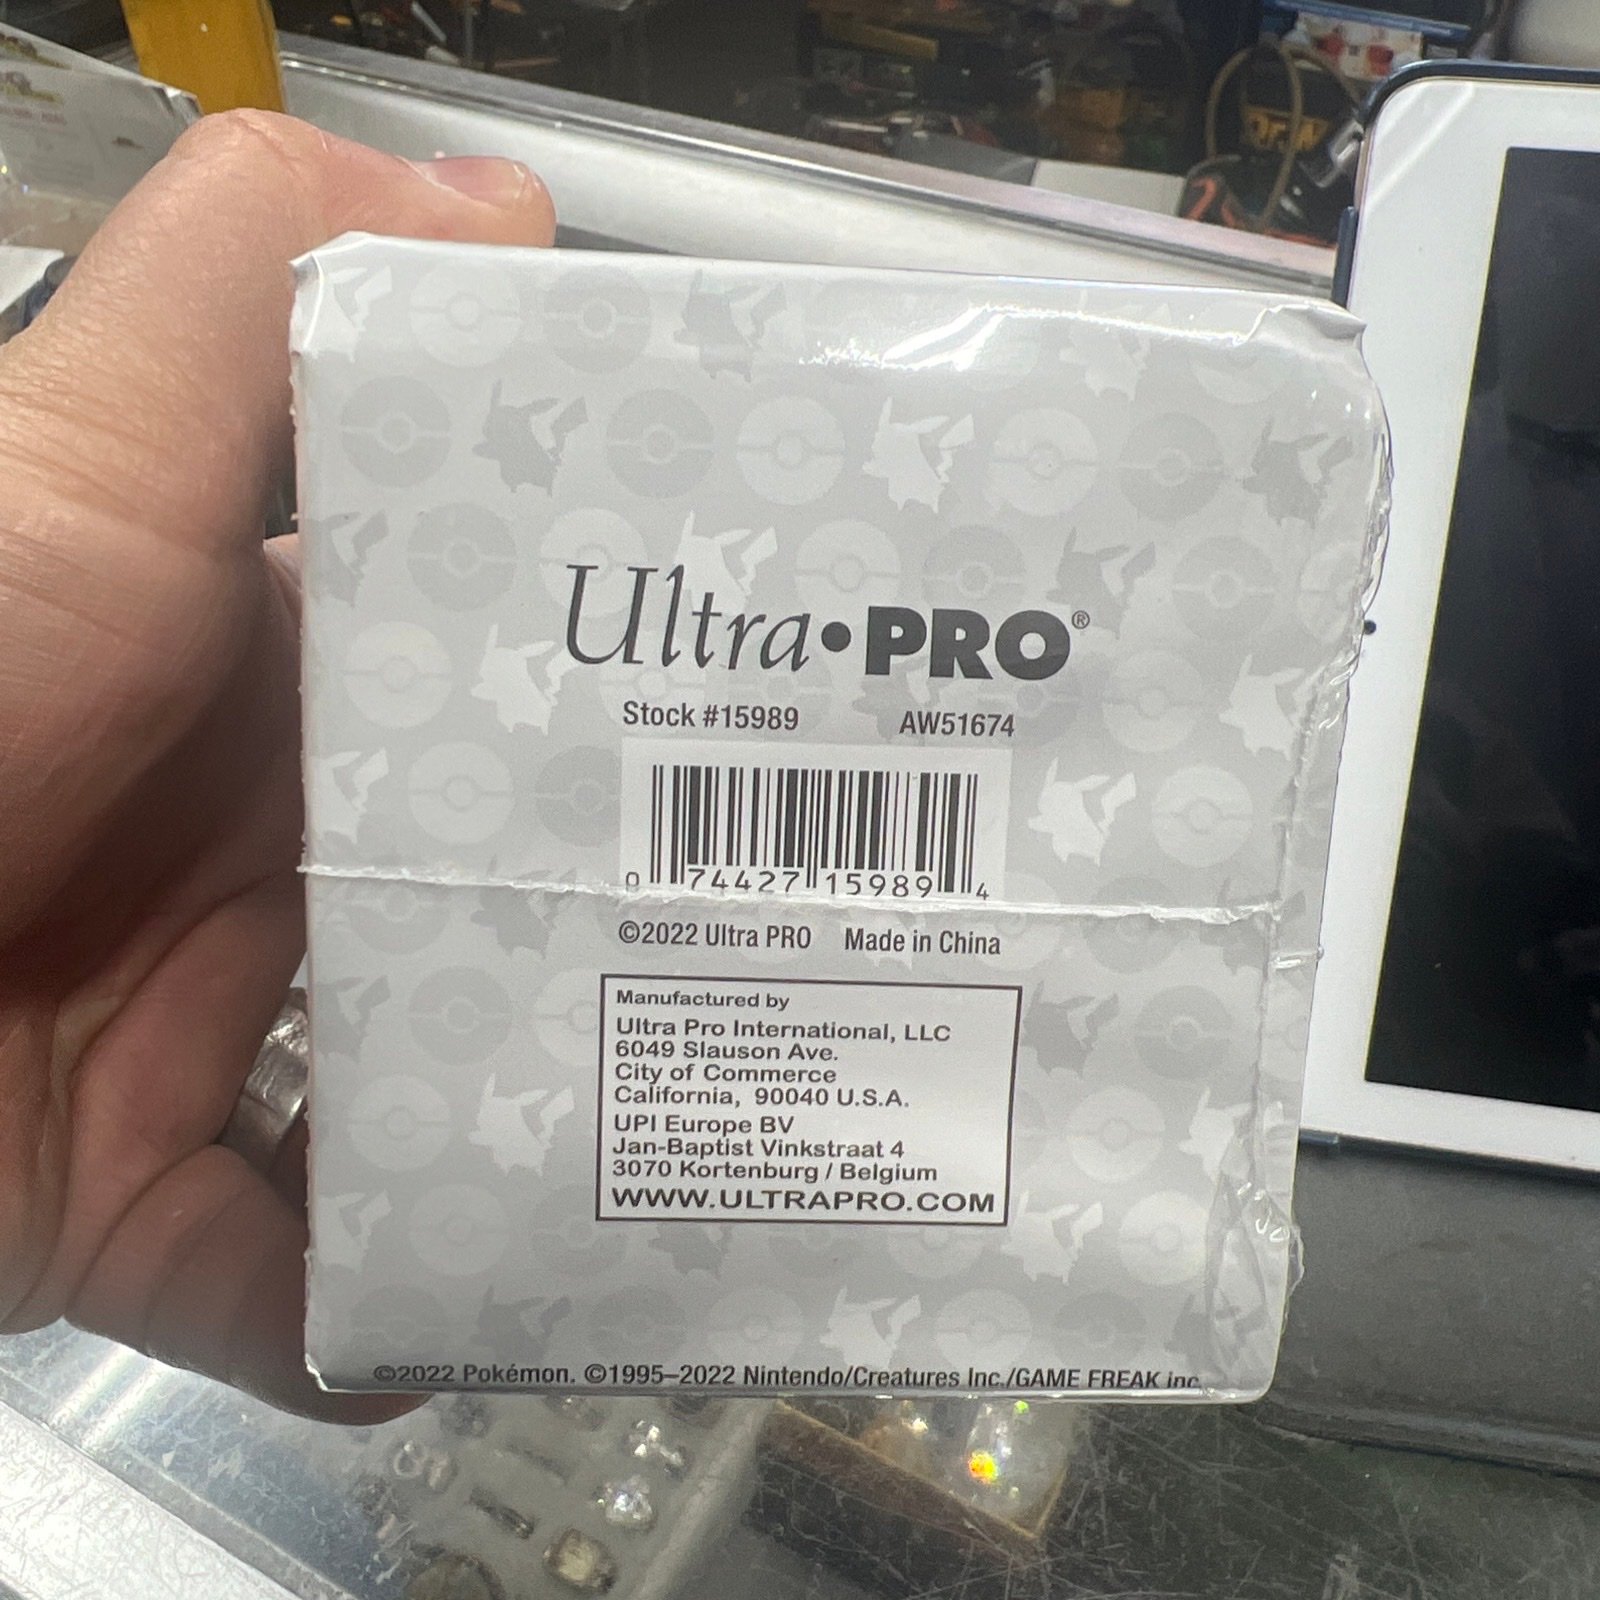 Ultra•PRO®
Stock #15989 AW51674
0 74427 15989 4
©2022 Ultra PRO Made in China
Manufactured by
Ultra Pro International, LLC
6049 Slauson Ave.
City of Commerce
California, 90040 U.S.A.
UPI Europe BV
Jan-Baptist Vinkstraat 4
3070 Kortenburg / Belgium
WWW.ULTRAPRO.COM
©2022 Pokémon. ©1995–2022 Nintendo/Creatures Inc./GAME FREAK inc.